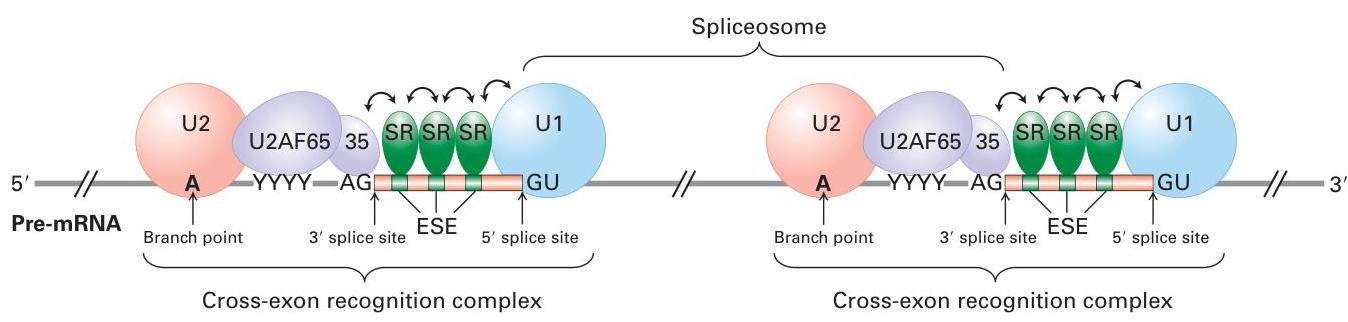 Spliceosome
U2 U2AF65 35 SR SR SR U1 U2 U2AF65 35 SR SR SR U1
5′ A YYYY AG GU A YYYY AG GU 3′
Pre-mRNA ESE ESE
Branch point 3′ splice site 5′ splice site Branch point 3′ splice site 5′ splice site
Cross-exon recognition complex Cross-exon recognition complex